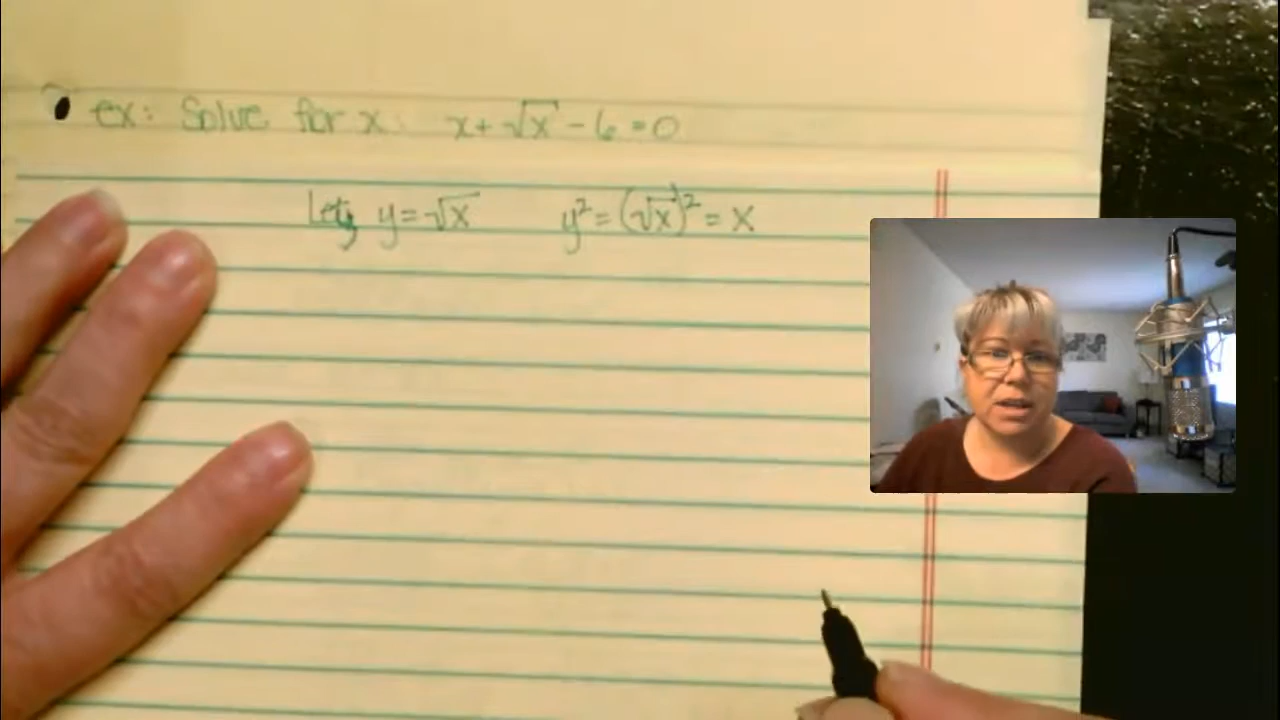 ex: Solve for x: x + √x - 6 = 0
Let y = √x y² = (√x)² = x